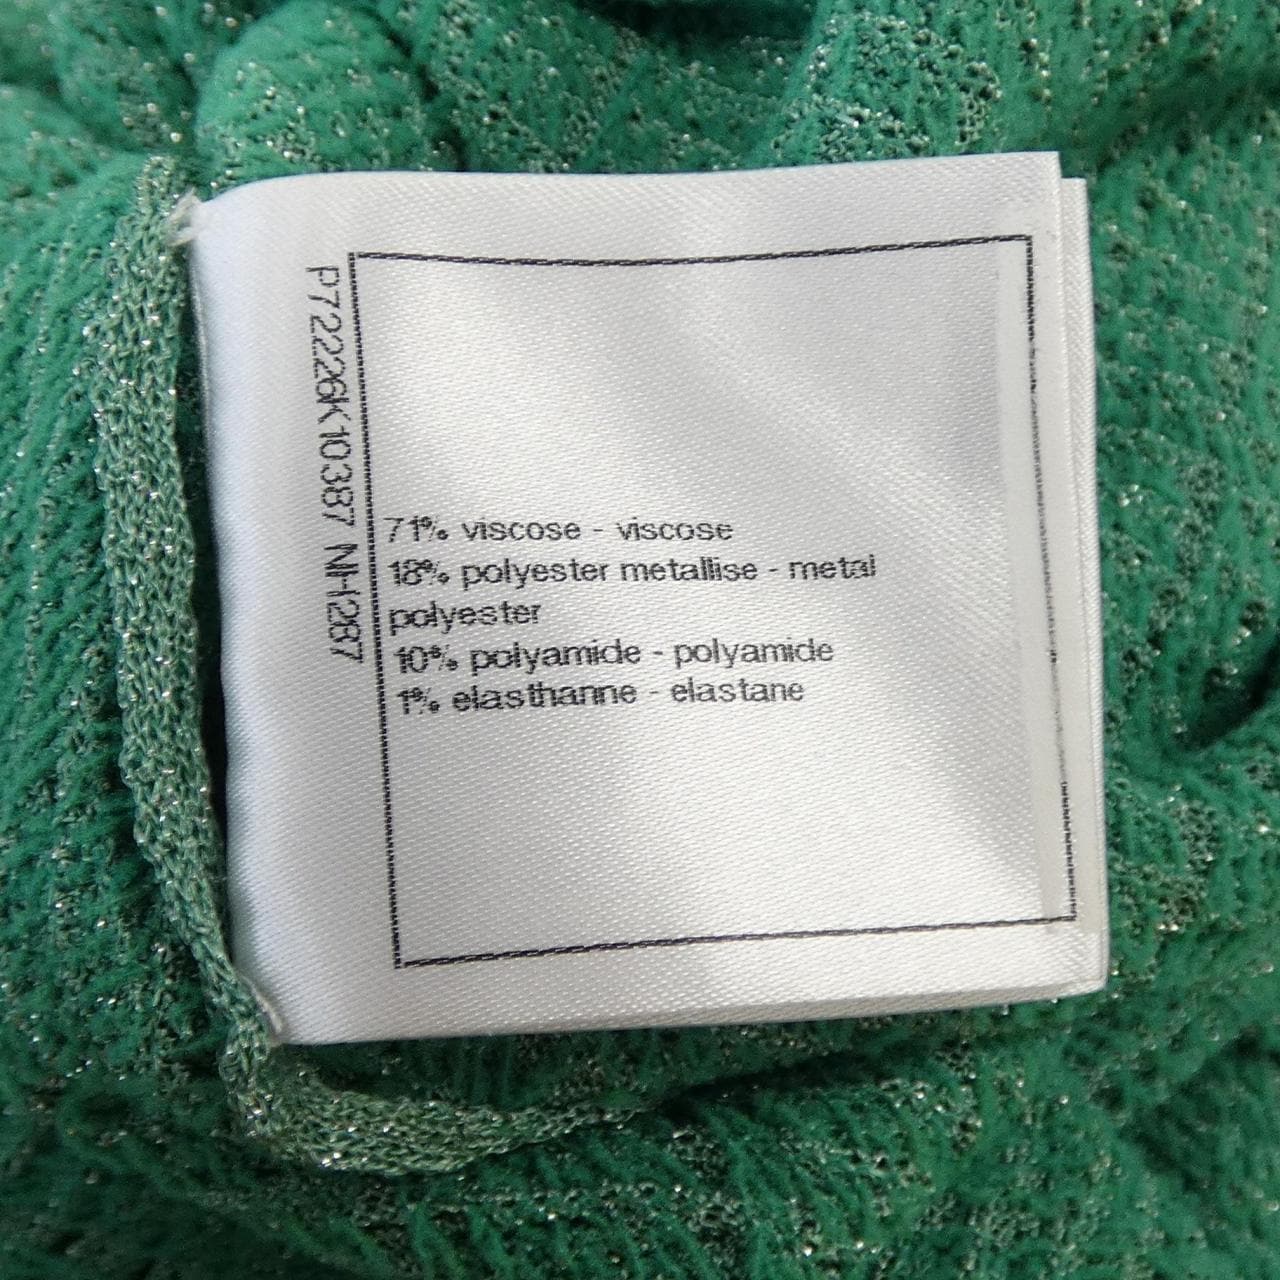 P72226K10387 NH287
71% viscose - viscose
18% polyester metallise - metal
polyester
10% polyamide - polyamide
1% elasthanne - elastane